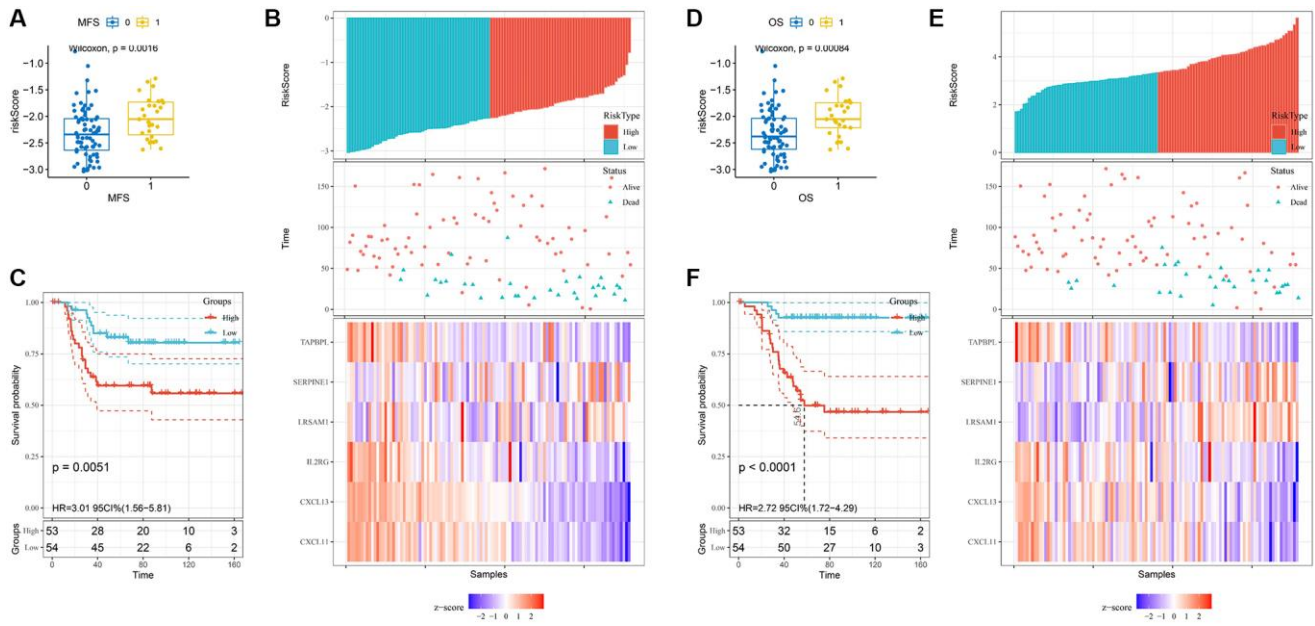 A
MFS 0 1
Wilcoxon, p = 0.0016
riskScore
−1.0
−1.5
−2.0
−2.5
−3.0
0 1
MFS
B
RiskScore
0
−1
−2
−3
RiskType
High
Low
Time
150
100
50
0
Status
Alive
Dead
TAPBPL
SERPINE1
LRSAM1
IL2RG
CXCL13
CXCL11
Samples
z−score
−2 −1 0 1 2
C
Survival probability
1.00
0.75
0.50
0.25
0.00
Groups
High
Low
p = 0.0051
HR=3.01 95CI%(1.56−5.81)
Groups
High 53 28 20 10 3
Low 54 45 22 6 2
0 40 80 120 160
Time
D
OS 0 1
Wilcoxon, p = 0.00084
riskScore
−1.0
−1.5
−2.0
−2.5
−3.0
0 1
OS
E
RiskScore
4
2
0
RiskType
High
Low
Time
150
100
50
0
Status
Alive
Dead
TAPBPL
SERPINE1
LRSAM1
IL2RG
CXCL13
CXCL11
Samples
z−score
−2 −1 0 1 2
F
Survival probability
1.00
0.75
0.50
0.25
0.00
Groups
High
Low
p < 0.0001
HR=2.72 95CI%(1.72−4.29)
Groups
High 53 32 15 6 2
Low 54 50 27 10 3
0 40 80 120 160
Time